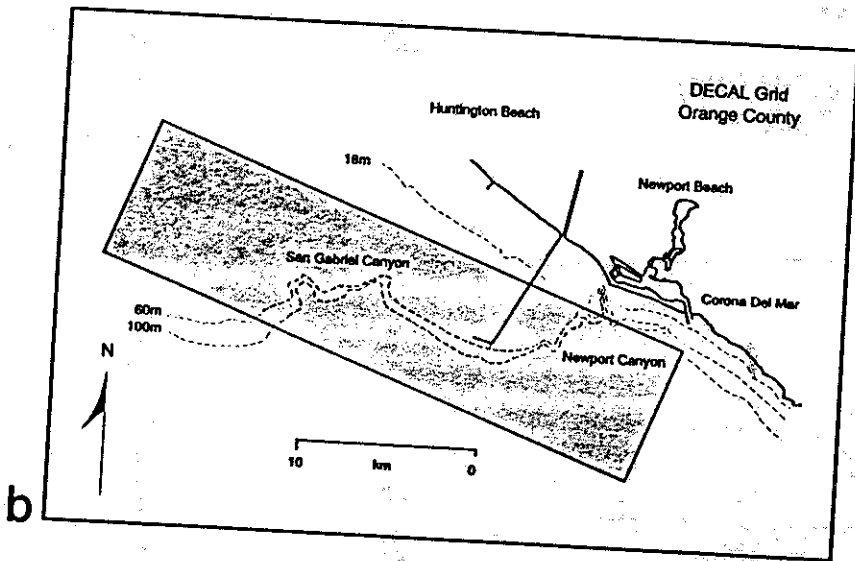 DECAL Grid
Orange County
Huntington Beach
18m
Newport Beach
San Gabriel Canyon
Corona Del Mar
60m
100m
N
Newport Canyon
10 km 0
b